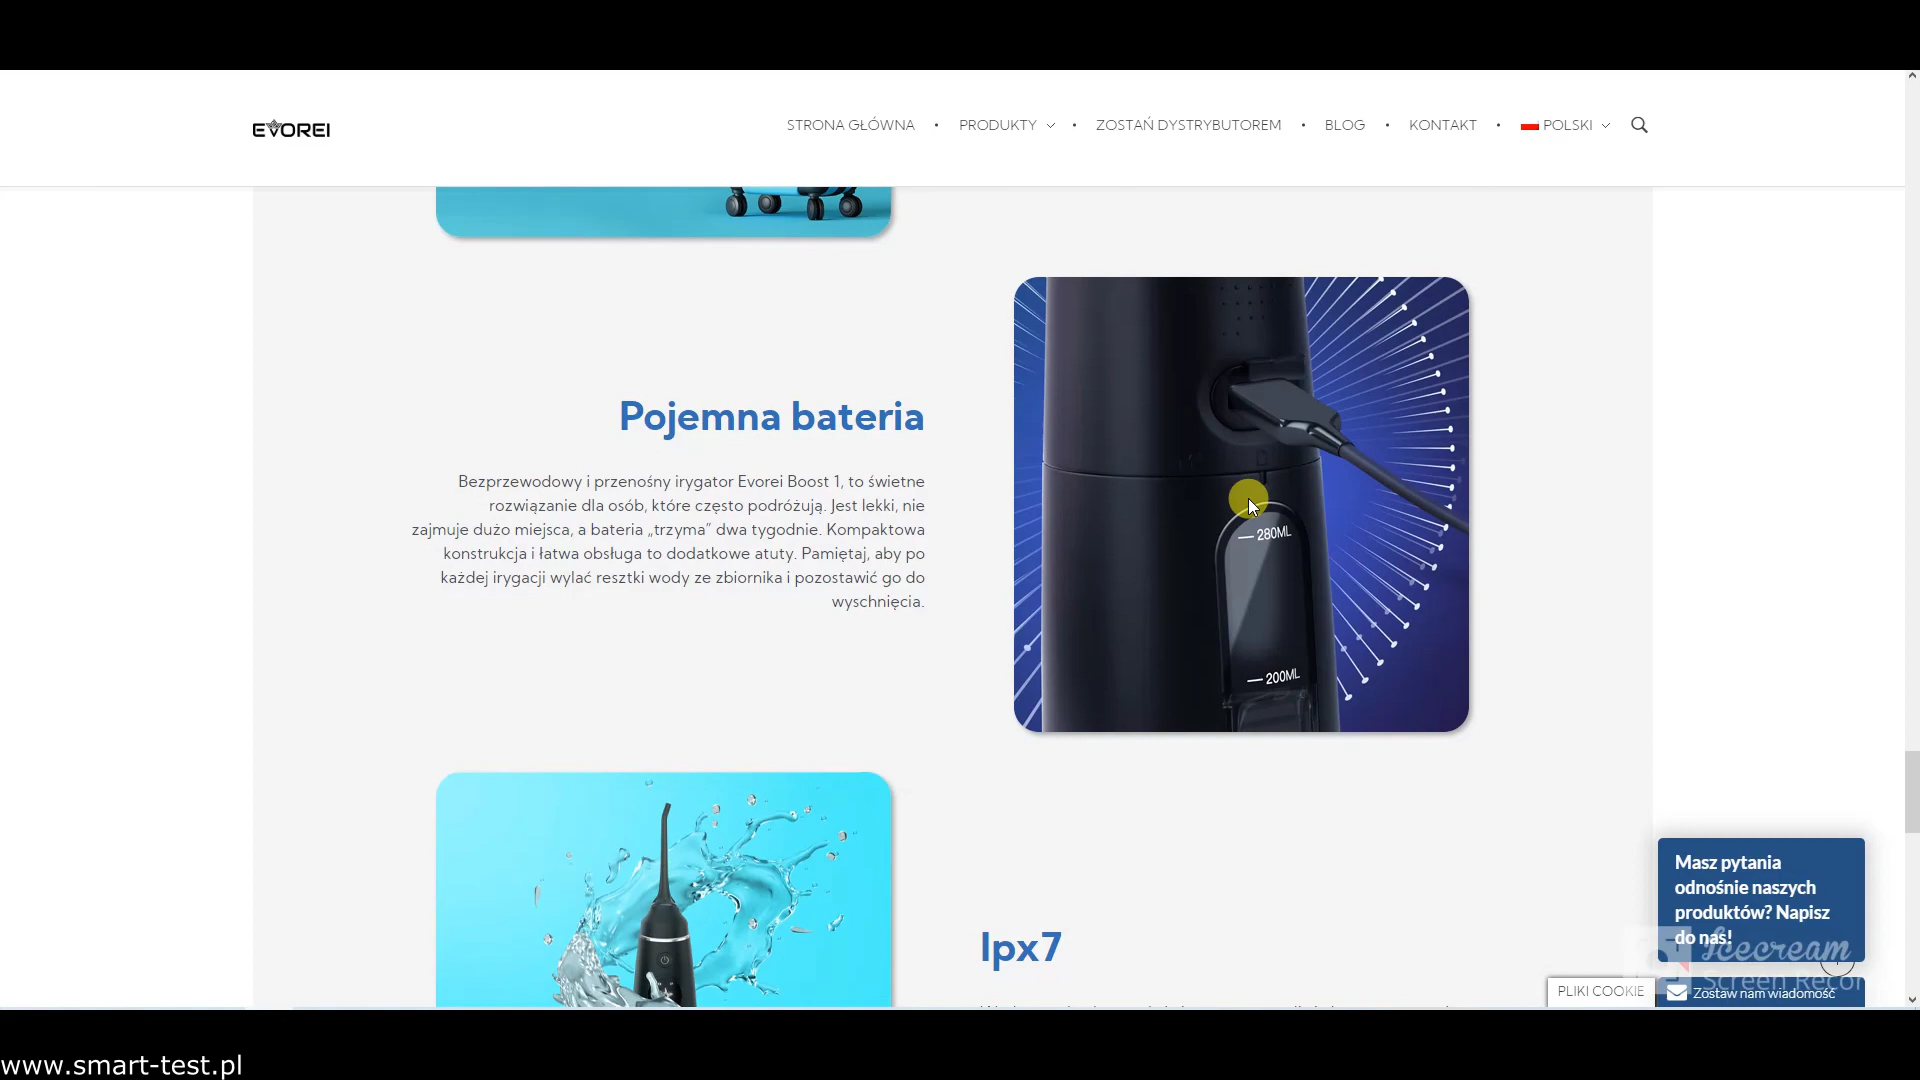 EVOREI
STRONA GŁÓWNA • PRODUKTY • ZOSTAŃ DYSTRYBUTOREM • BLOG • KONTAKT • POLSKI
Pojemna bateria
Bezprzewodowy i przenośny irygator Evorei Boost 1, to świetne
rozwiązanie dla osób, które często podróżują. Jest lekki, nie
zajmuje dużo miejsca, a bateria „trzyma” dwa tygodnie. Kompaktowa
konstrukcja i łatwa obsługa to dodatkowe atuty. Pamiętaj, aby po
każdej irygacji wylać resztki wody ze zbiornika i pozostawić go do
wyschnięcia.
280ML
200ML
Ipx7
Masz pytania
odnośnie naszych
produktów? Napisz
do nas!
Icecream
Screen Recor
PLIKI COOKIE
Zostaw nam wiadomość
www.smart-test.pl